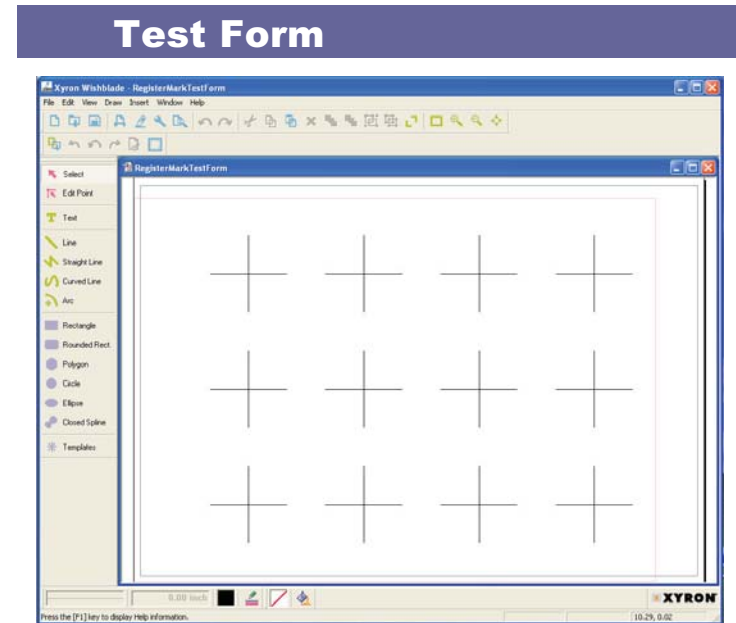 Test Form
Xyron Wishblade - RegisterMarkTestForm
File Edit View Draw Insert Window Help
RegisterMarkTestForm
Select
Edit Point
Text
Line
Straight Line
Curved Line
Arc
Rectangle
Rounded Rect.
Polygon
Circle
Ellipse
Closed Spline
Templates
0.08 inch
XYRON
Press the [F1] key to display Help information.
10.29, 0.02